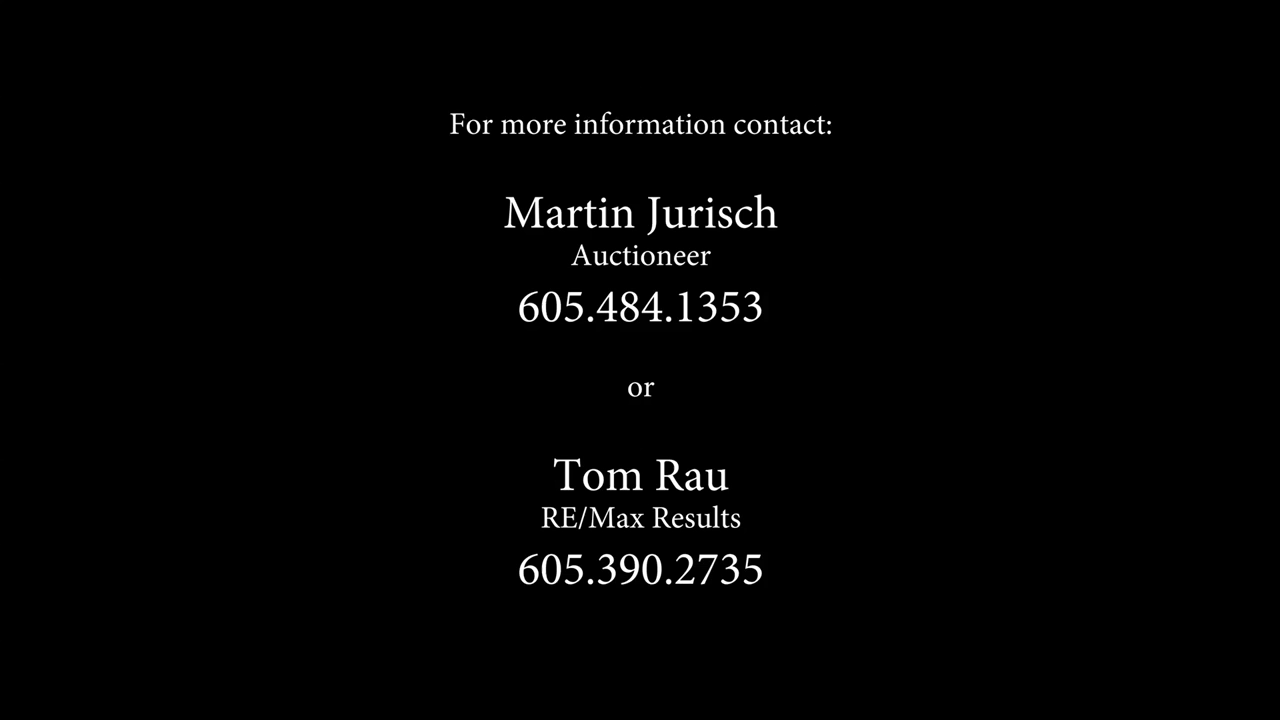 For more information contact:
Martin Jurisch
Auctioneer
605.484.1353
or
Tom Rau
RE/Max Results
605.390.2735